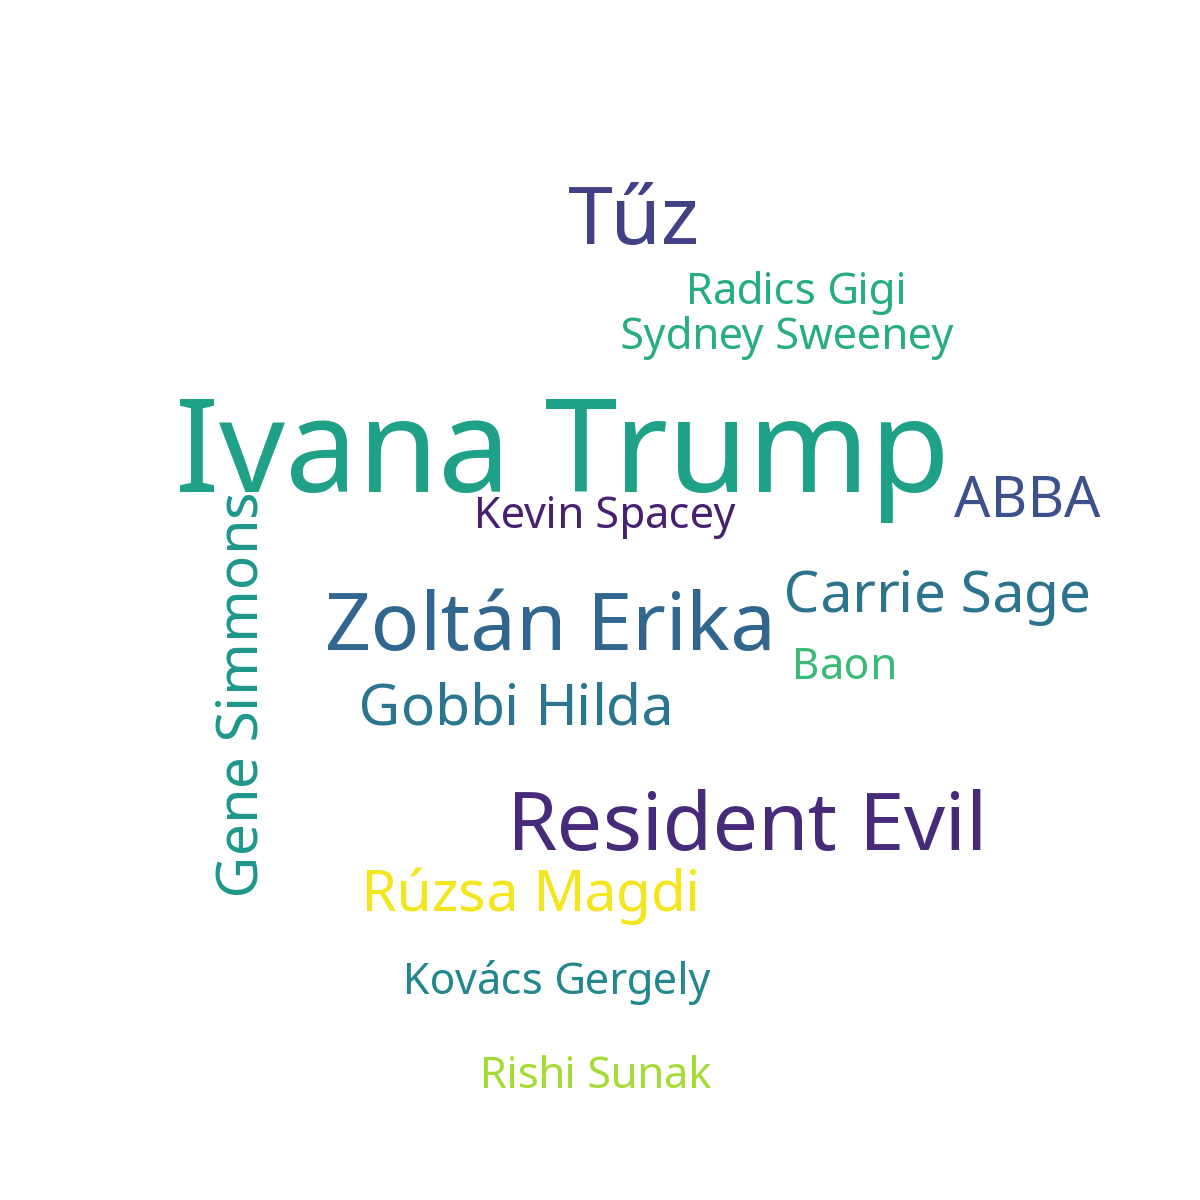 Tűz
Radics Gigi
Sydney Sweeney
Ivana Trump
ABBA
Kevin Spacey
Gene Simmons
Carrie Sage
Zoltán Erika
Baon
Gobbi Hilda
Resident Evil
Rúzsa Magdi
Kovács Gergely
Rishi Sunak